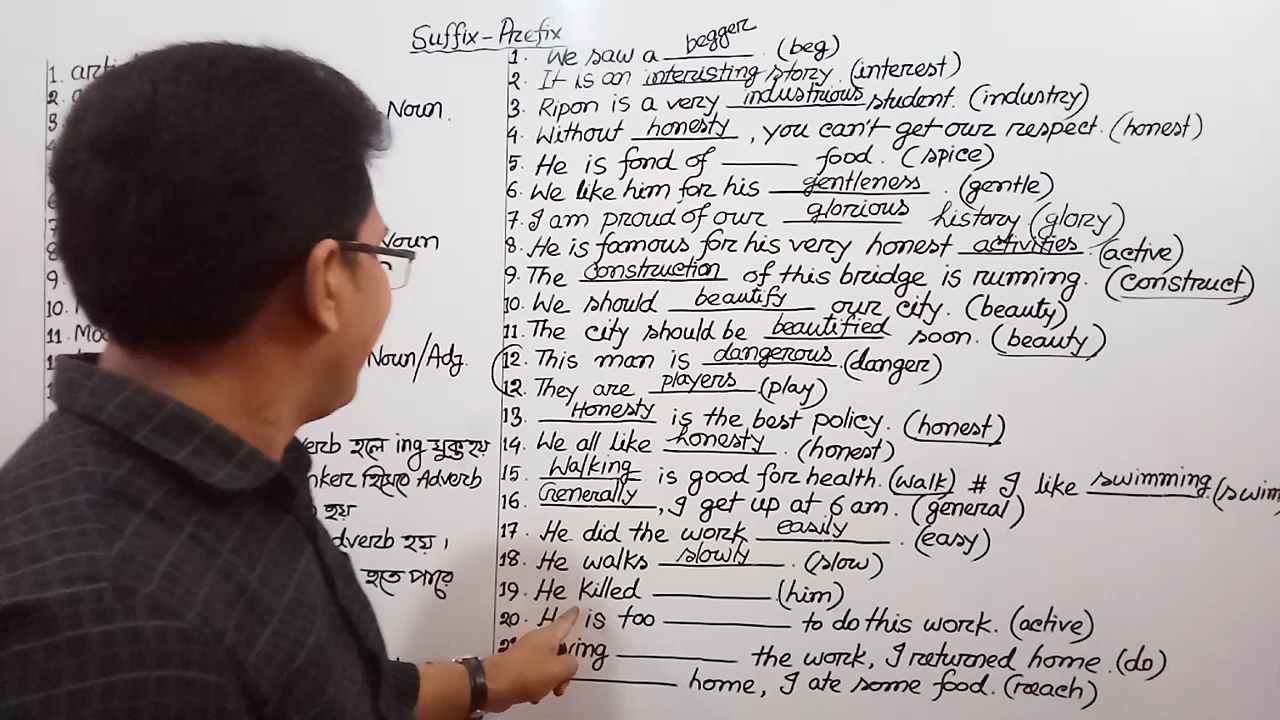 Suffix-Prefix
1. We saw a begger. (beg)
2. It is an interisting story. (interest)
3. Ripon is a very industrious student. (industry)
4. Without honesty, you can't get our respect. (honest)
5. He is fond of ______ food. (spice)
6. We like him for his gentleness. (gentle)
7. I am proud of our glorious history (glory)
8. He is famous for his very honest activities. (active)
9. The construction of this bridge is running. (construct)
10. We should beautify our city. (beauty)
11. The city should be beautified soon. (beauty)
12. This man is dangerous. (danger)
12. They are players (play)
13. Honesty is the best policy. (honest)
14. We all like honesty. (honest)
15. Walking is good for health. (walk) # I like swimming. (swim
16. Generally, I get up at 6 am. (general)
17. He did the work easily. (easy)
18. He walks slowly. (slow)
19. He killed ______ (him)
20. is too ______ to do this work. (active)
______ the work, I returned home. (do)
______ home, I ate some food. (reach)
1.
2.
3
Noun.
Noun
8
9.
10.
11.
Noun/Adj.
হলে ing যুক্ত হয়
হিসাবে Adverb
হয়
হয়।
হতে পারে